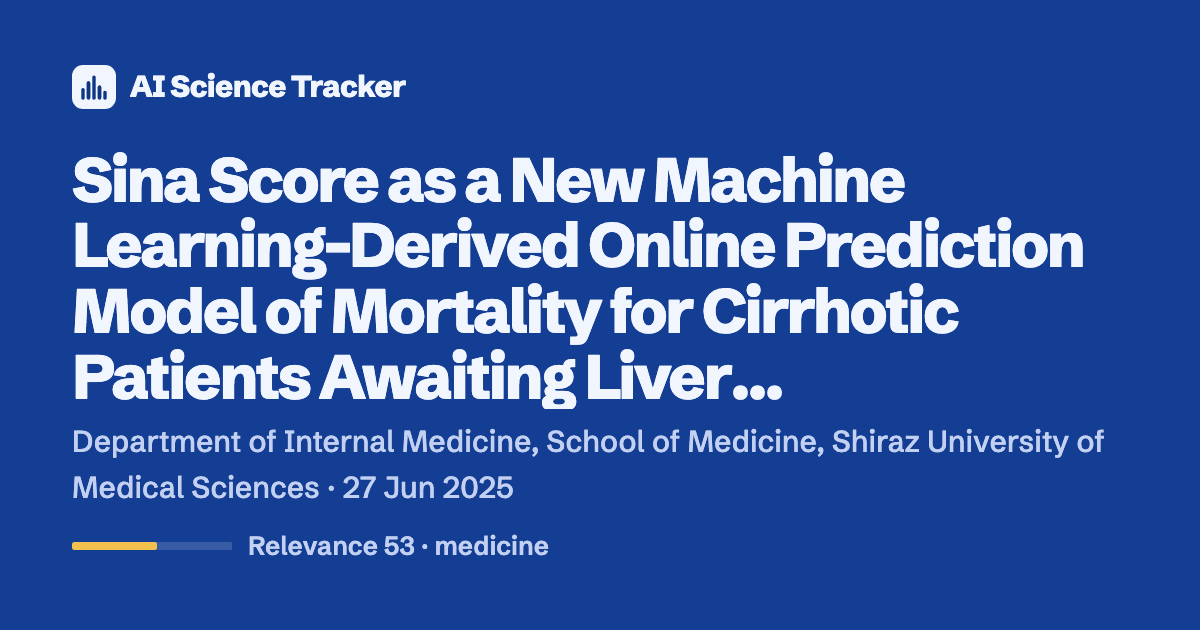 AI Science Tracker
Sina Score as a New Machine
Learning-Derived Online Prediction
Model of Mortality for Cirrhotic
Patients Awaiting Liver...
Department of Internal Medicine, School of Medicine, Shiraz University of
Medical Sciences · 27 Jun 2025
Relevance 53 · medicine